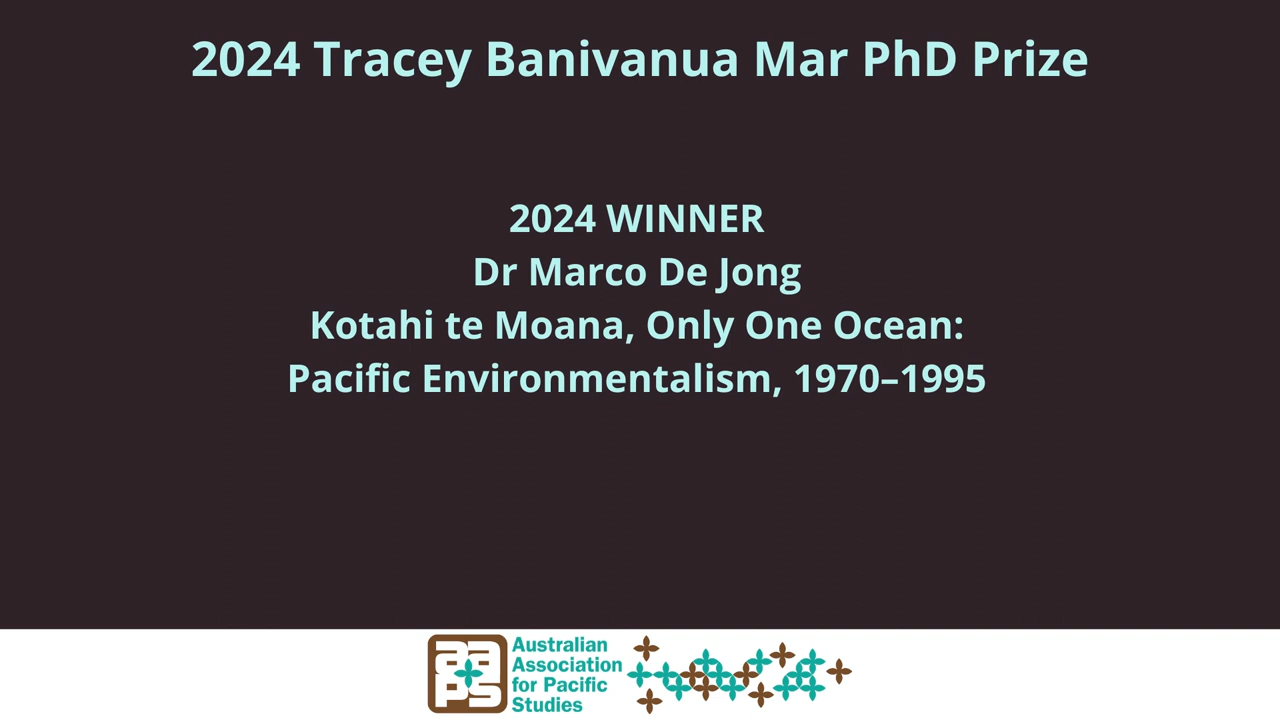 2024 Tracey Banivanua Mar PhD Prize
2024 WINNER
Dr Marco De Jong
Kotahi te Moana, Only One Ocean:
Pacific Environmentalism, 1970–1995
aaps
Australian
Association
for Pacific
Studies